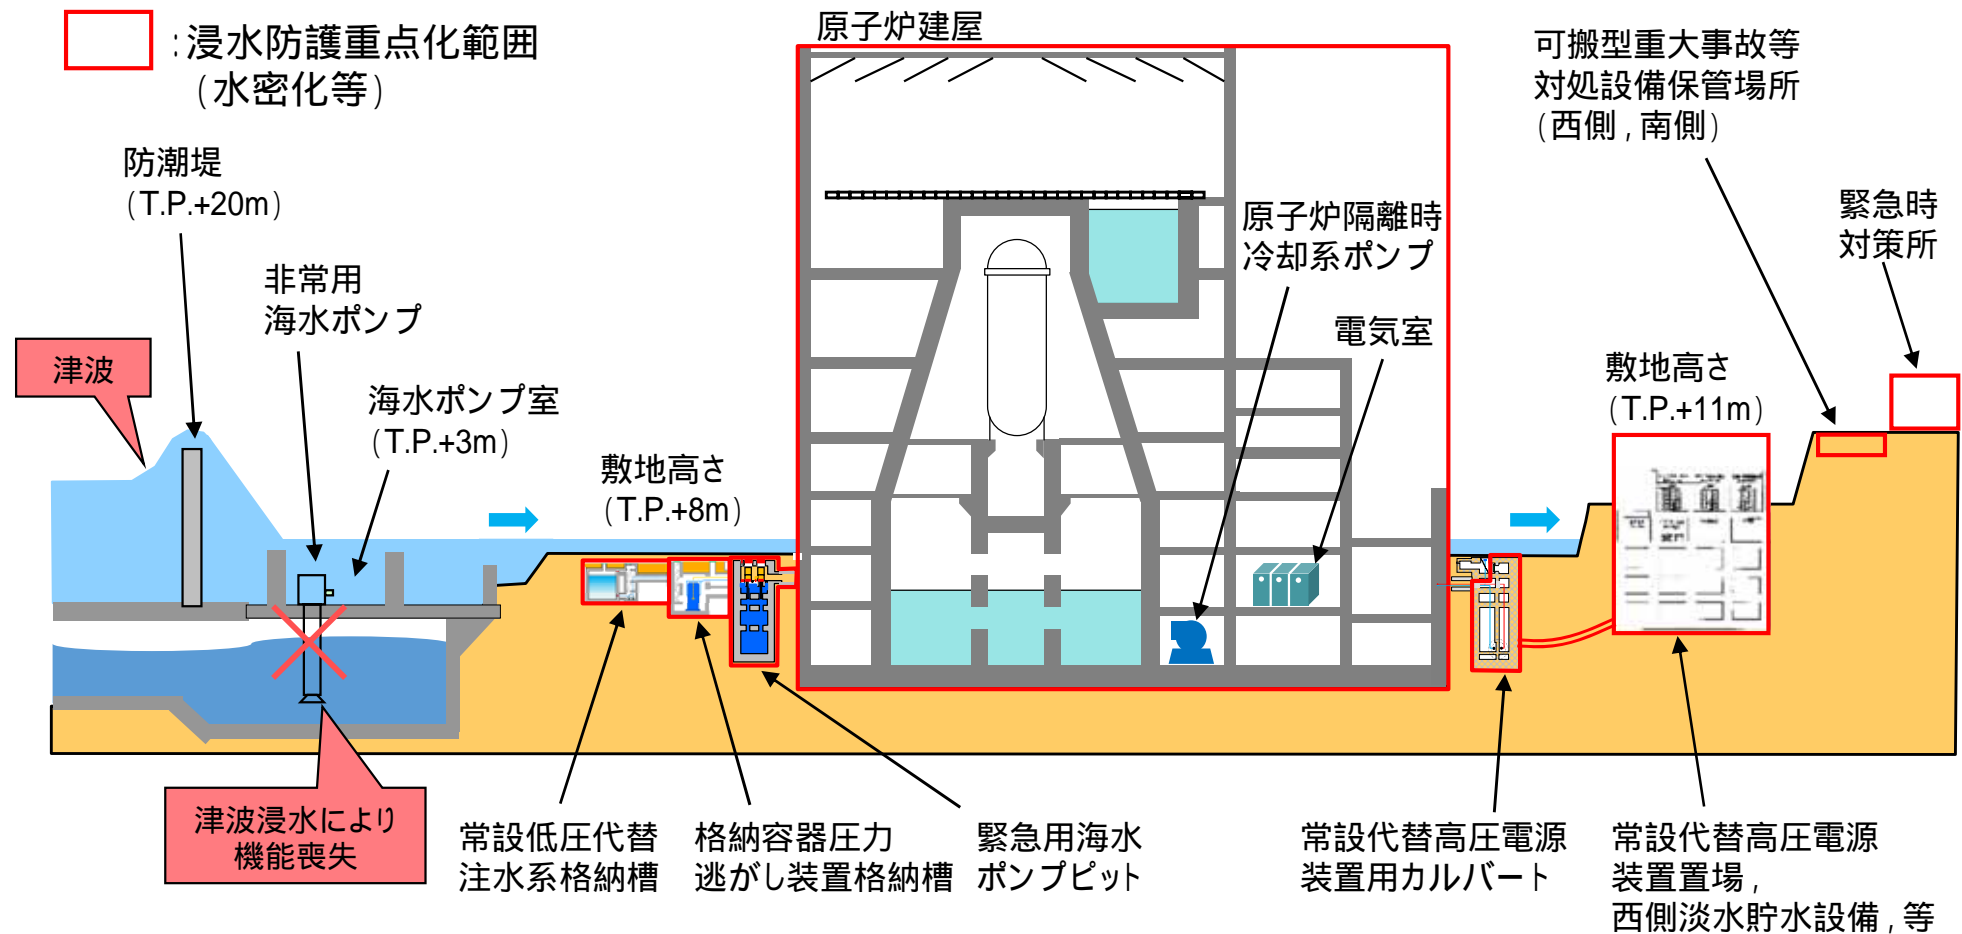 ：浸水防護重点化範囲
（水密化等）
原子炉建屋
可搬型重大事故等
対処設備保管場所
（西側，南側）
防潮堤
（T.P.+20m）
緊急時
対策所
原子炉隔離時
冷却系ポンプ
非常用
海水ポンプ
電気室
津波
敷地高さ
（T.P.+11m）
海水ポンプ室
（T.P.+3m）
敷地高さ
（T.P.+8m）
津波浸水により
機能喪失
常設低圧代替
注水系格納槽
格納容器圧力
逃がし装置格納槽
緊急用海水
ポンプピット
常設代替高圧電源
装置用カルバート
常設代替高圧電源
装置置場，
西側淡水貯水設備，等